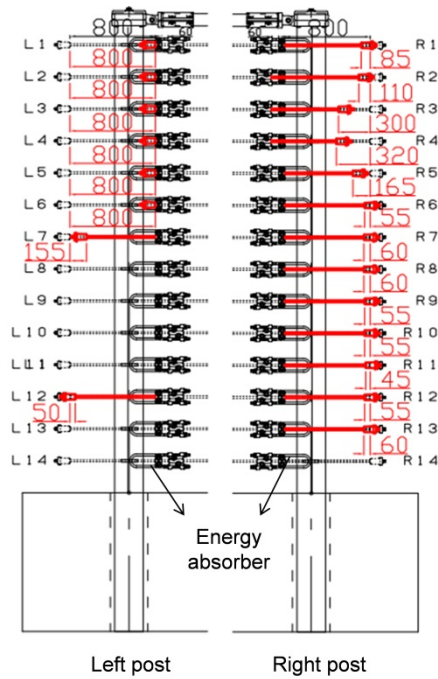 800 60 60 800
L1 R1
800 85
L2 R2
800 110
L3 R3
800 300
L4 R4
800 320
L5 R5
800 165
L6 R6
800 55
L7 R7
155 60
L8 R8
60
L9 R9
55
L10 R10
55
L11 R11
45
L12 R12
50 55
L13 R13
60
L14 R14
Energy
absorber
Left post Right post